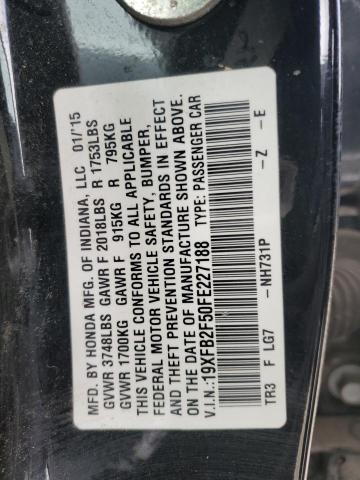 MFD. BY HONDA MFG. OF INDIANA, LLC 01/'15
GVWR 3748LBS GAWR F 2018LBS R 1753LBS
GVWR 1700KG GAWR F 915KG R 795KG
THIS VEHICLE CONFORMS TO ALL APPLICABLE
FEDERAL MOTOR VEHICLE SAFETY, BUMPER,
AND THEFT PREVENTION STANDARDS IN EFFECT
ON THE DATE OF MANUFACTURE SHOWN ABOVE.
V.I.N.:19XFB2F50FE227188 TYPE: PASSENGER CAR
TR3 F LG7 -NH731P -Z -E